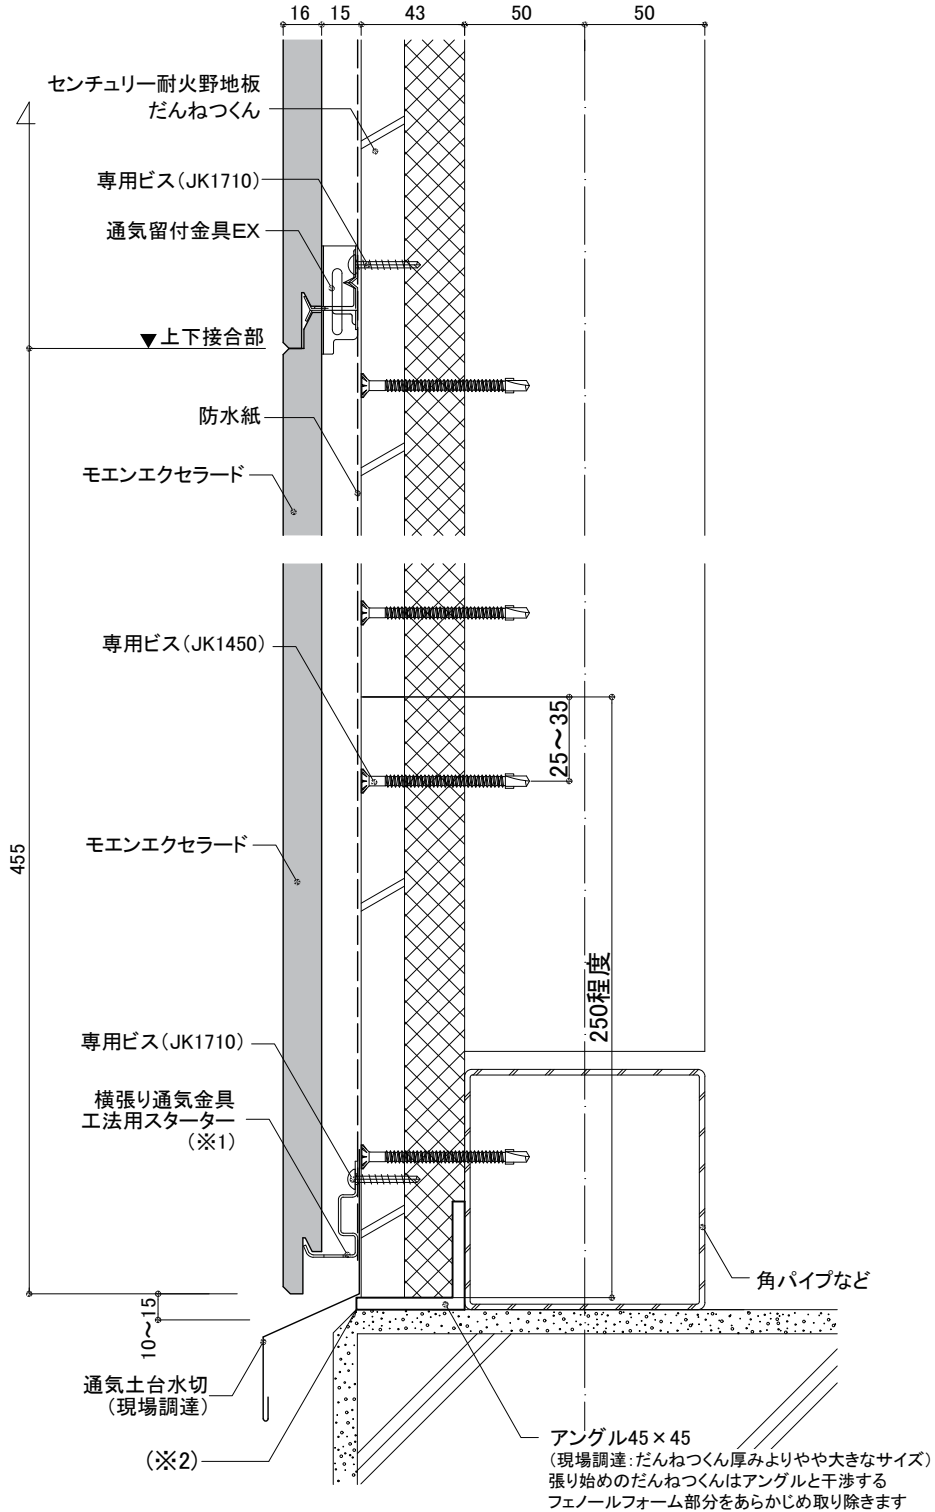 16 15 43 50 50
センチュリー耐火野地板
だんねつくん
専用ビス(JK1710)
通気留付金具EX
▼上下接合部
防水紙
モエンエクセラード
専用ビス(JK1450)
25~35
モエンエクセラード
455
250程度
専用ビス(JK1710)
横張り通気金具
工法用スターター
(※1)
角パイプなど
10~15
通気土台水切
(現場調達)
(※2)
アングル45×45
(現場調達:だんねつくん厚みよりやや大きなサイズ)
張り始めのだんねつくんはアングルと干渉する
フェノールフォーム部分をあらかじめ取り除きます